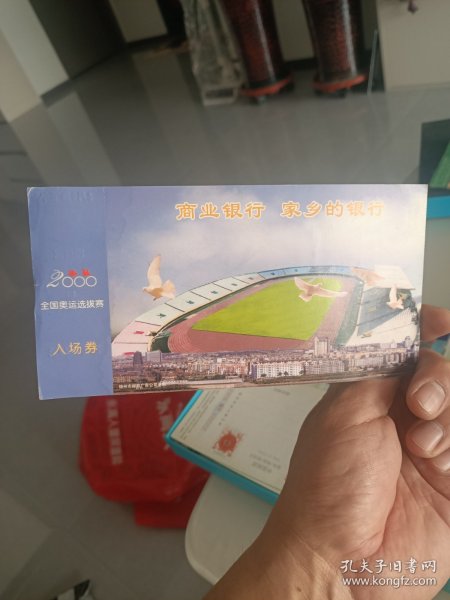 商业银行 家乡的银行
2000
全国奥运选拔赛
入场券
孔夫子旧书网
www.kongfz.com